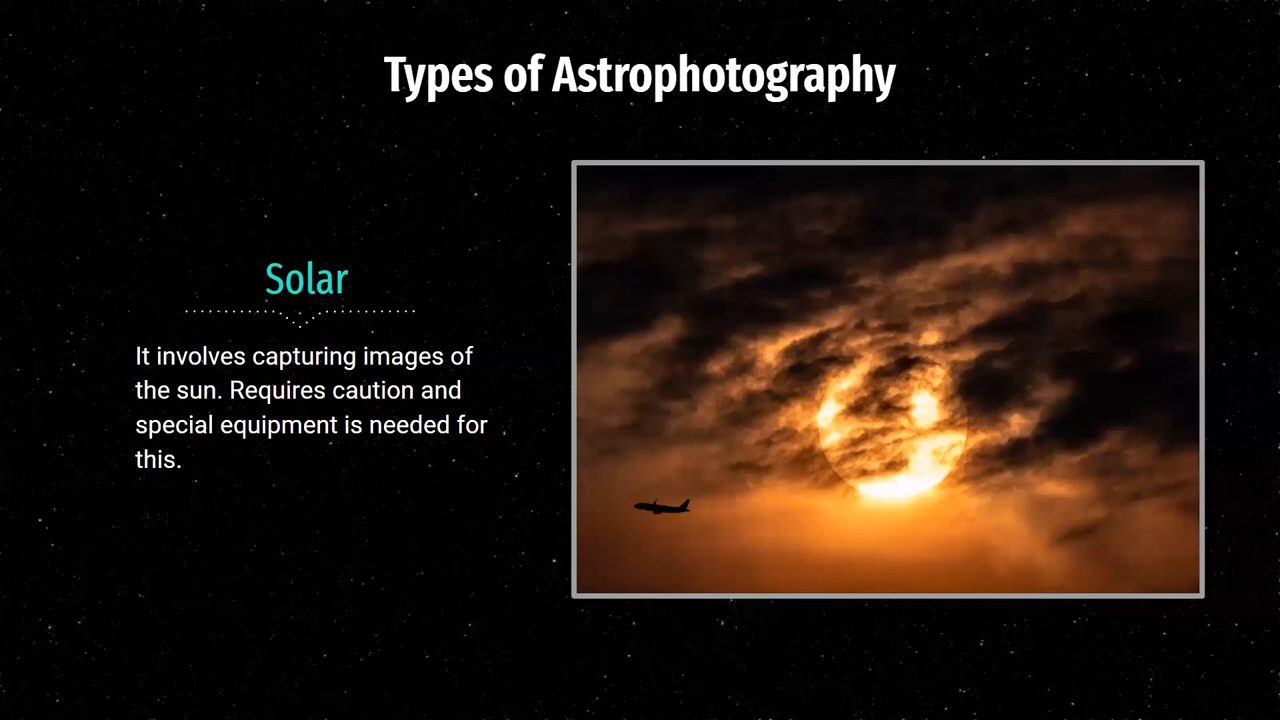 Types of Astrophotography
Solar
It involves capturing images of
the sun. Requires caution and
special equipment is needed for
this.